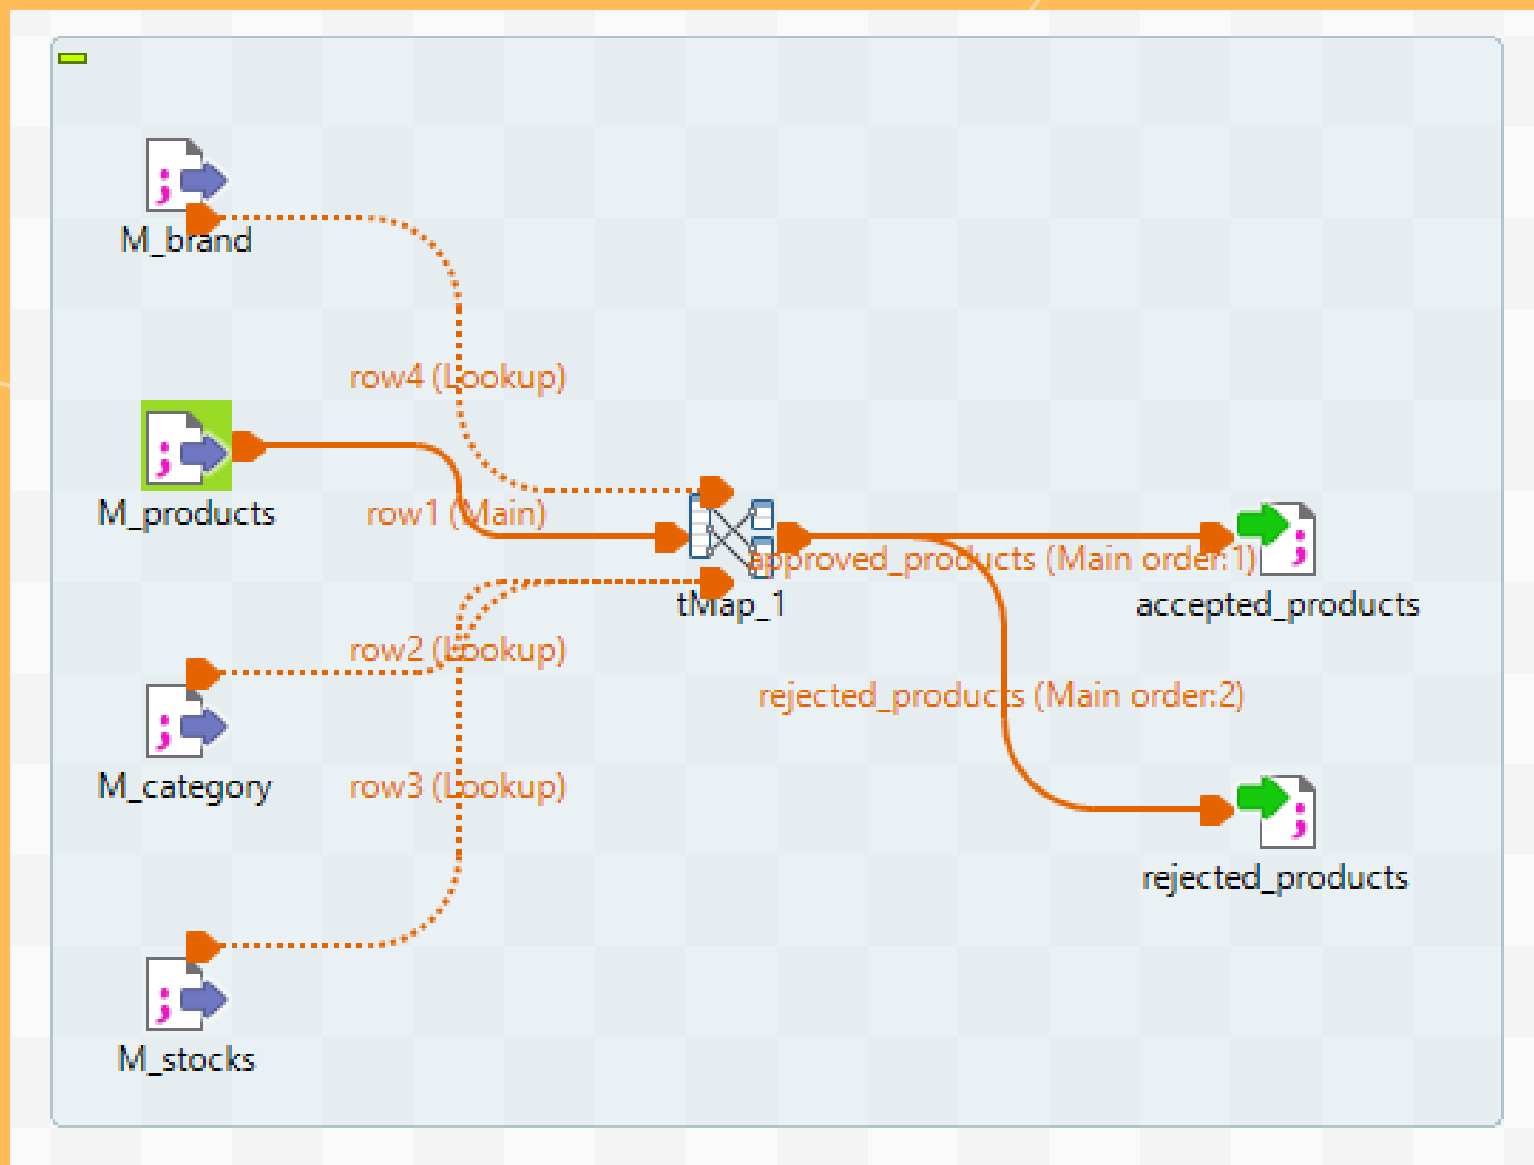 M_brand
row4 (Lookup)
M_products
row1 (Main)
approved_products (Main order:1)
tMap_1
accepted_products
row2 (Lookup)
rejected_products (Main order:2)
M_category
row3 (Lookup)
rejected_products
M_stocks